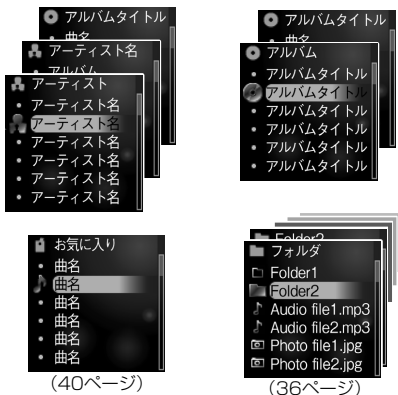 アルバムタイトル
曲名
アーティスト名
アルバム
アーティスト
アーティスト名
アーティスト名
アーティスト名
アーティスト名
アーティスト名
アーティスト名
アルバムタイトル
曲名
アルバム
アルバムタイトル
アルバムタイトル
アルバムタイトル
アルバムタイトル
アルバムタイトル
アルバムタイトル
お気に入り
曲名
曲名
曲名
曲名
曲名
曲名
（40ページ）
Folder2
フォルダ
Folder1
Folder2
Audio file1.mp3
Audio file2.mp3
Photo file1.jpg
Photo file2.jpg
（36ページ）